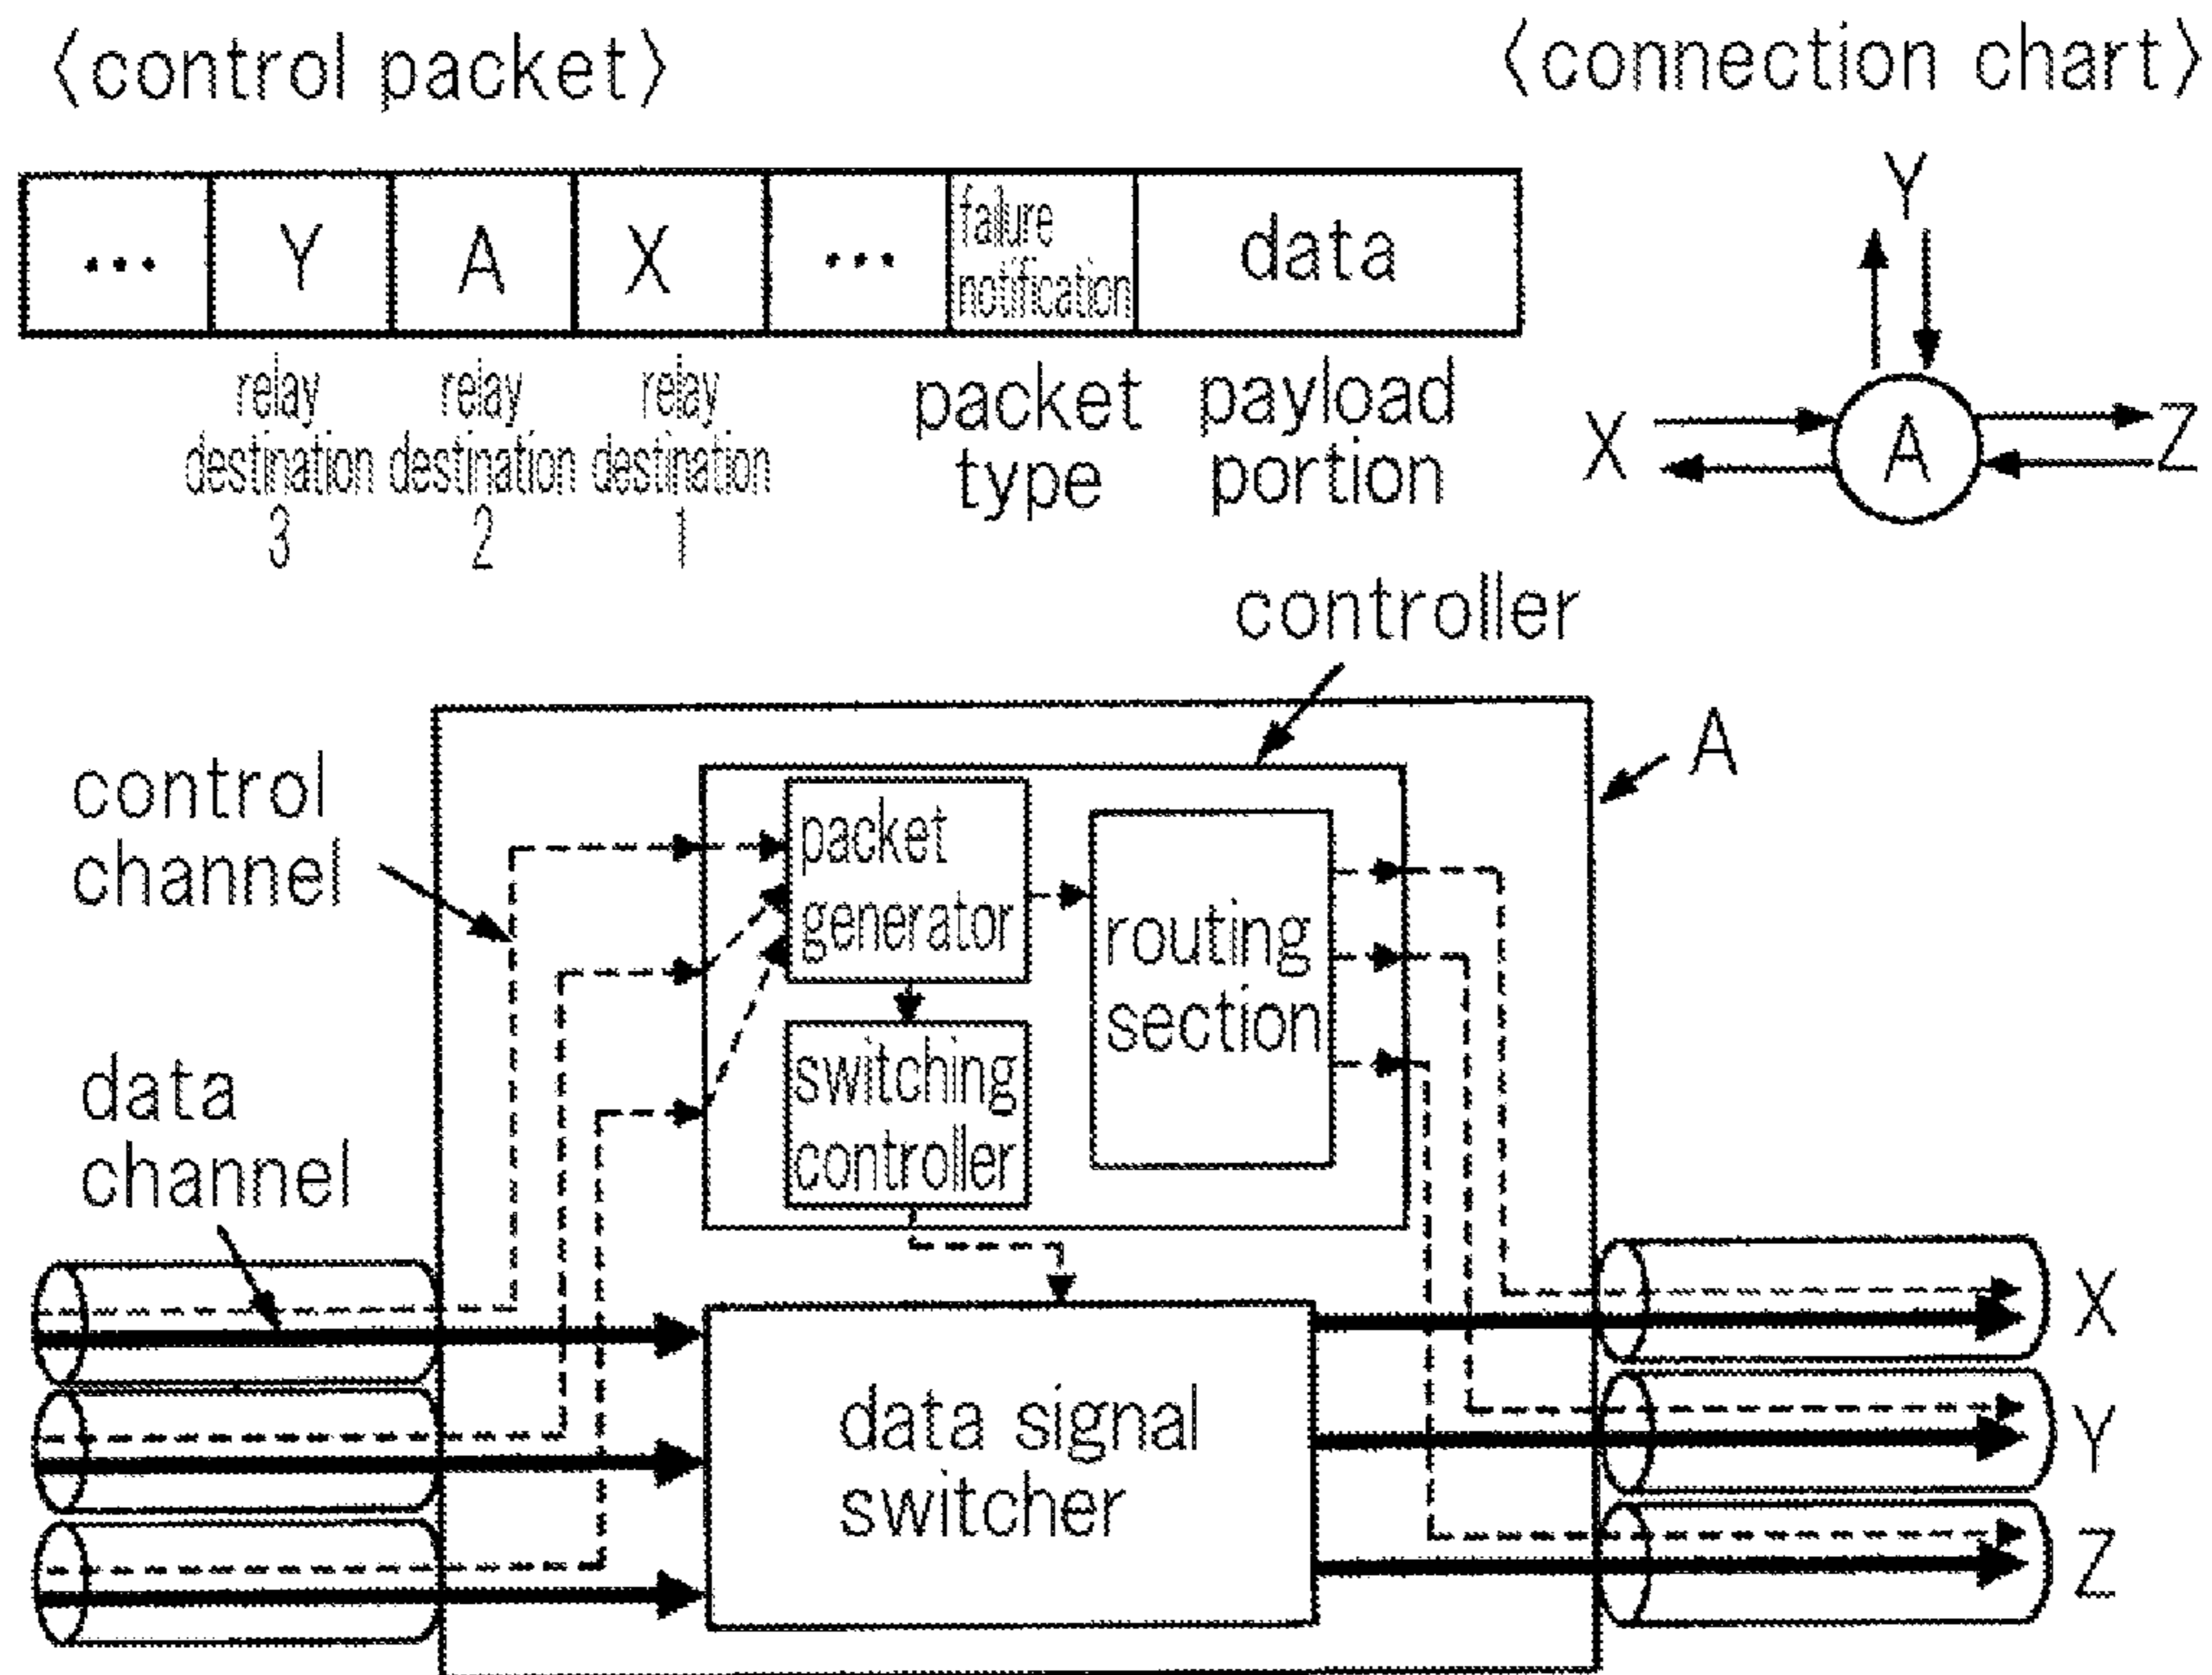 〈control packet〉
〈connection chart〉
... Y A X ... failure notification data
relay destination 3
relay destination 2
relay destination 1
packet type
payload portion
Y
X A Z
controller
A
control
channel
packet
generator
routing
section
switching
controller
data
channel
data signal
switcher
X
Y
Z